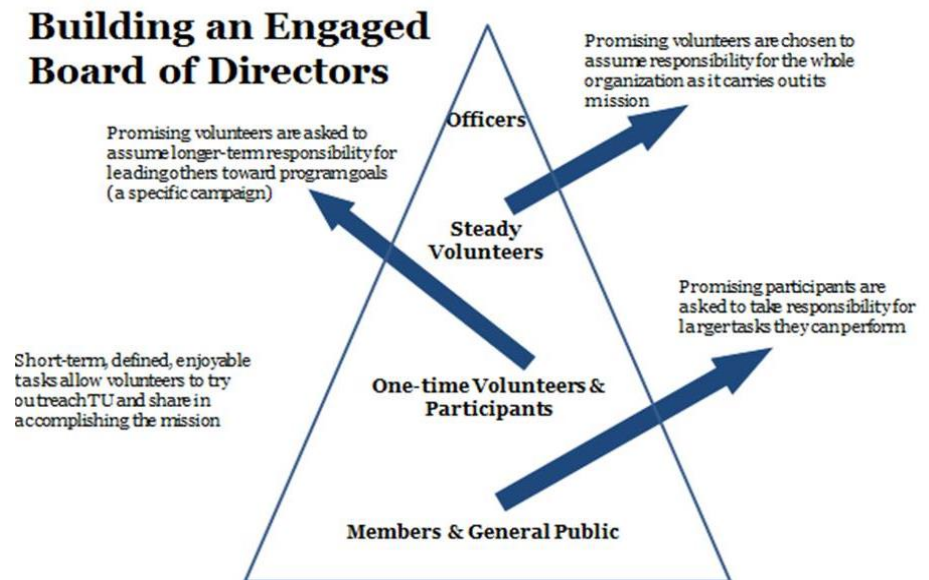 Building an Engaged
Board of Directors
Promising volunteers are chosen to
assume responsibility for the whole
organization as it carries out its
mission
Officers
Promising volunteers are asked to
assume longer-term responsibility for
leading others toward program goals
(a specific campaign)
Steady
Volunteers
Promising participants are
asked to take responsibility for
larger tasks they can perform
Short-term, defined, enjoyable
tasks allow volunteers to try
outreach TU and share in
accomplishing the mission
One-time Volunteers &
Participants
Members & General Public